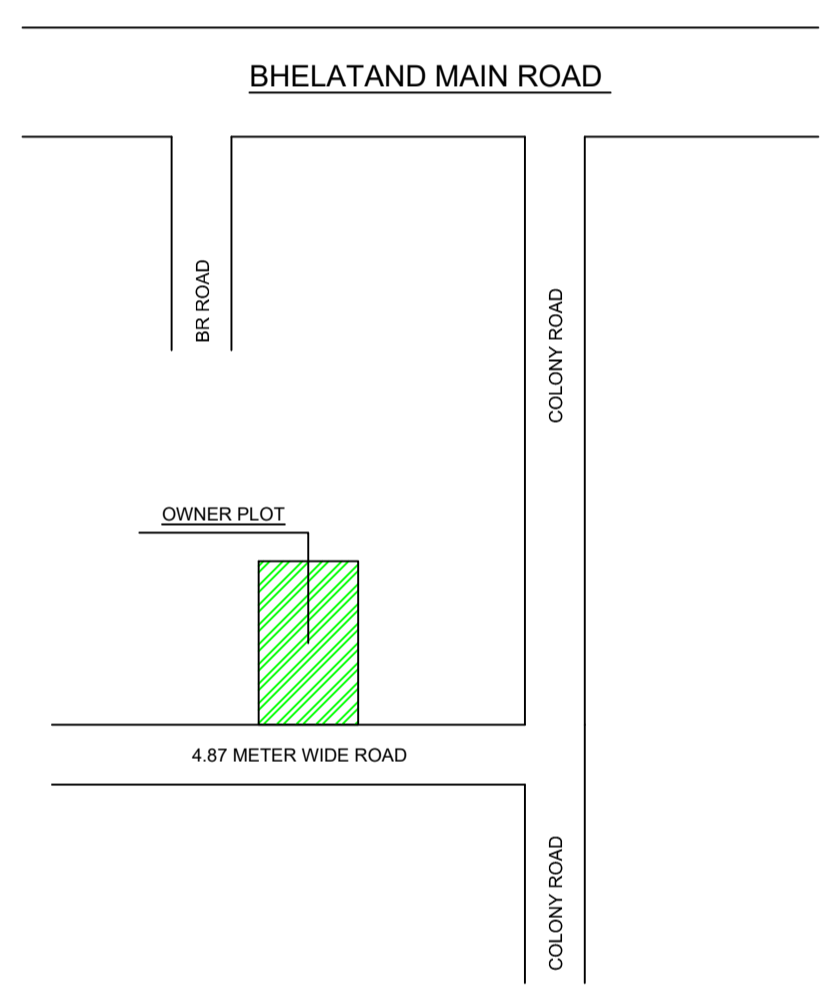 BHELATAND MAIN ROAD
BR ROAD
COLONY ROAD
OWNER PLOT
4.87 METER WIDE ROAD
COLONY ROAD